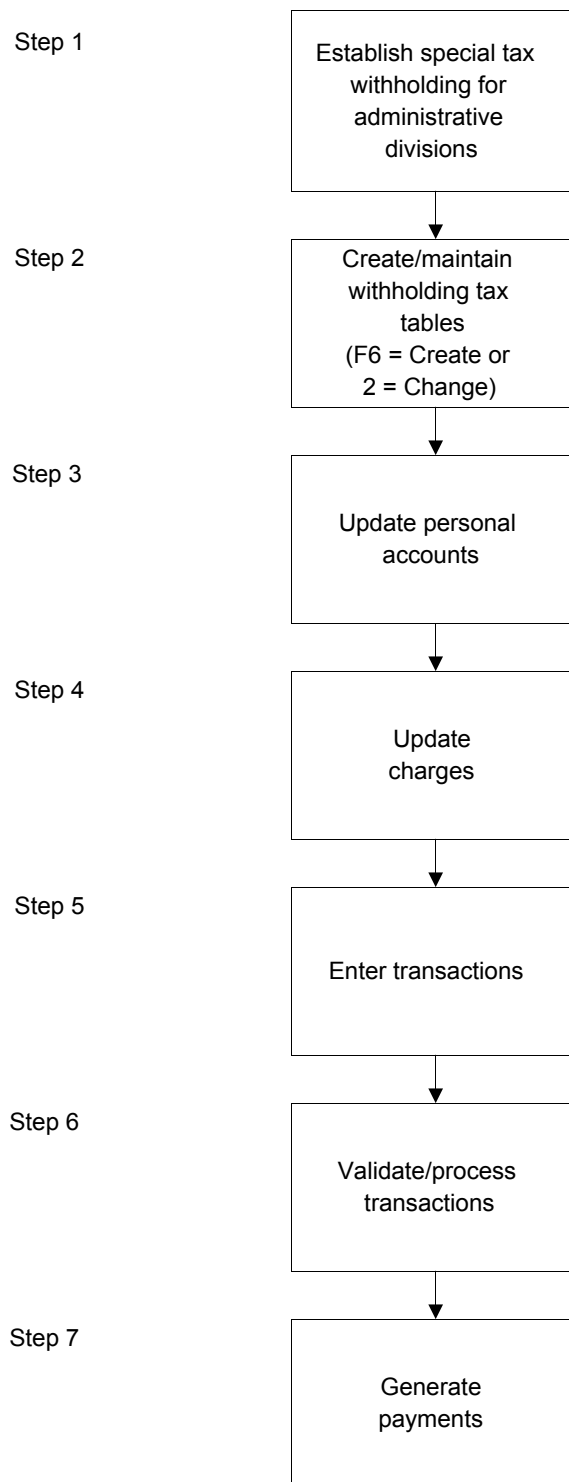 Step 1
Establish special tax
withholding for
administrative
divisions
Step 2
Create/maintain
withholding tax
tables
(F6 = Create or
2 = Change)
Step 3
Update personal
accounts
Step 4
Update
charges
Step 5
Enter transactions
Step 6
Validate/process
transactions
Step 7
Generate
payments